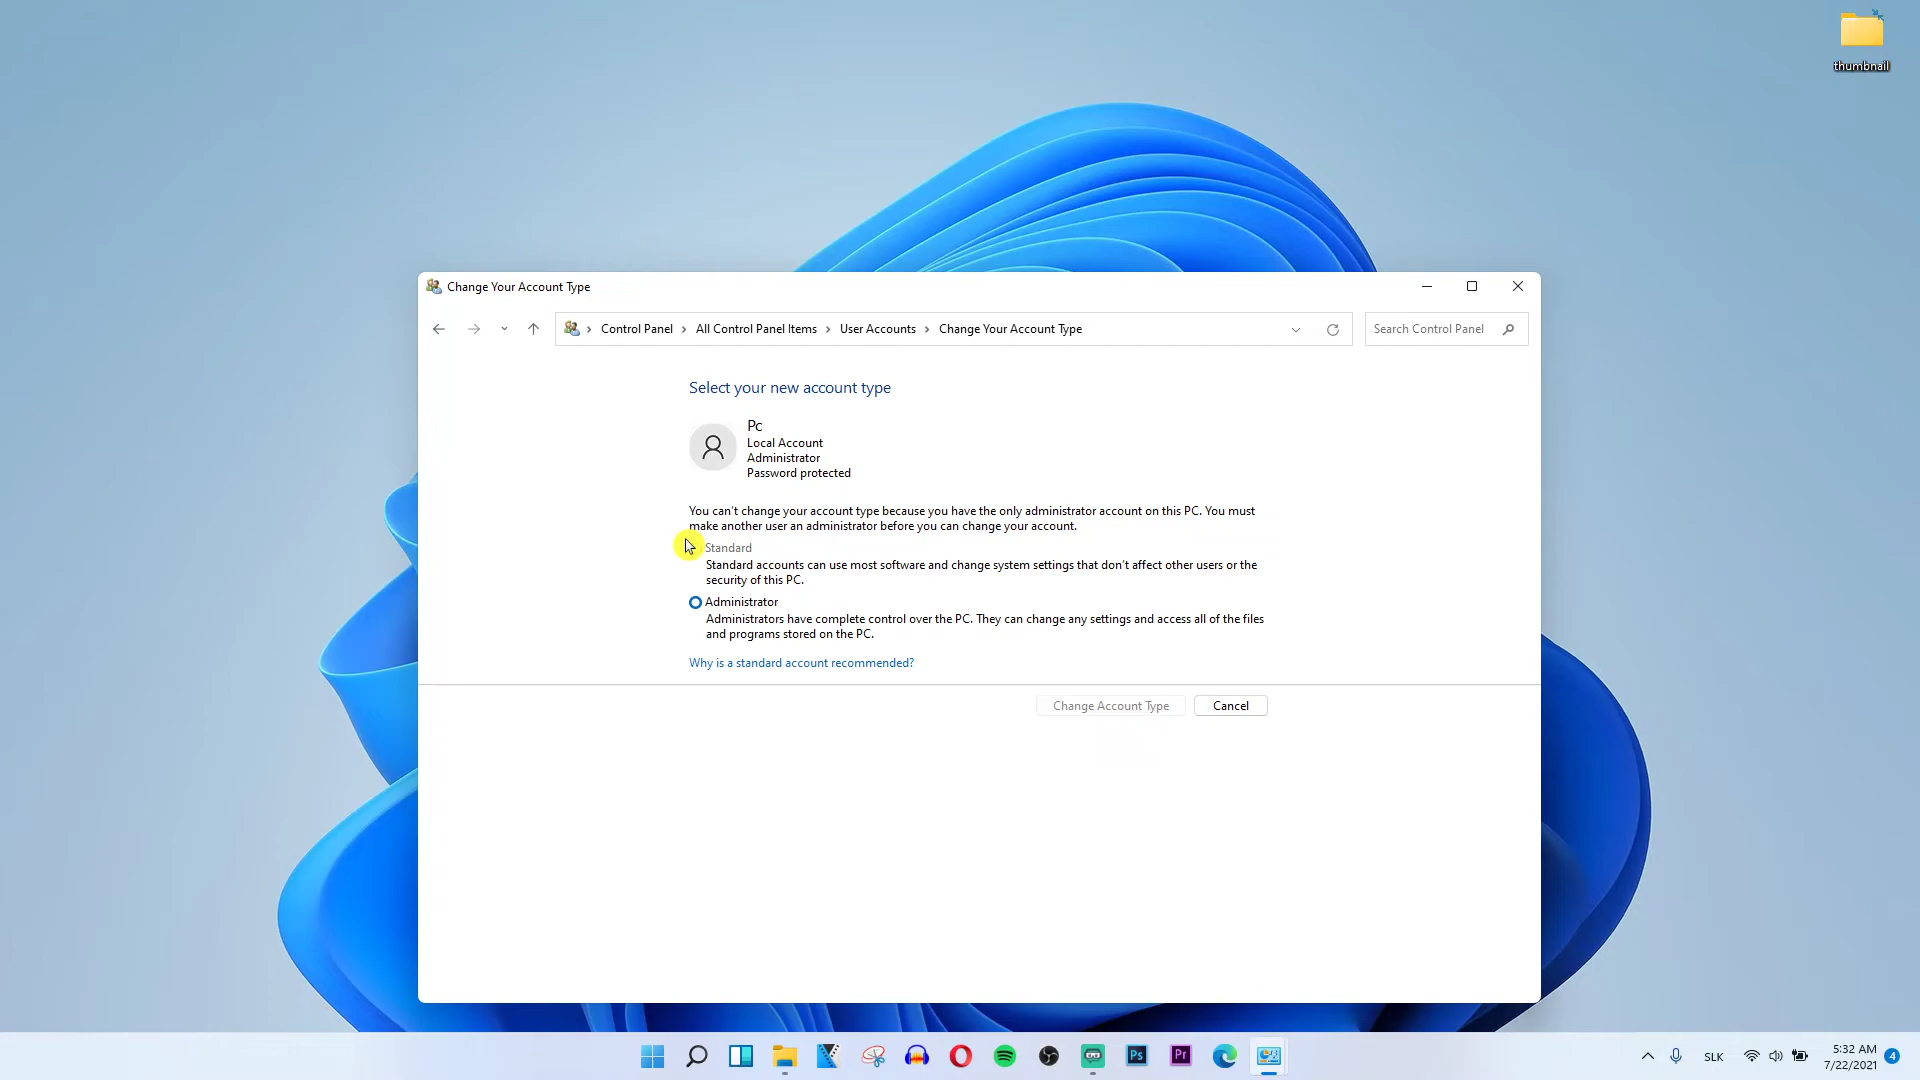 thumbnail
Change Your Account Type
Control Panel > All Control Panel Items > User Accounts > Change Your Account Type
Search Control Panel
Select your new account type
Pc
Local Account
Administrator
Password protected
You can't change your account type because you have the only administrator account on this PC. You must
make another user an administrator before you can change your account.
Standard
Standard accounts can use most software and change system settings that don't affect other users or the
security of this PC.
Administrator
Administrators have complete control over the PC. They can change any settings and access all of the files
and programs stored on the PC.
Why is a standard account recommended?
Change Account Type
Cancel
Ps
Pr
SLK
5:32 AM
7/22/2021
4